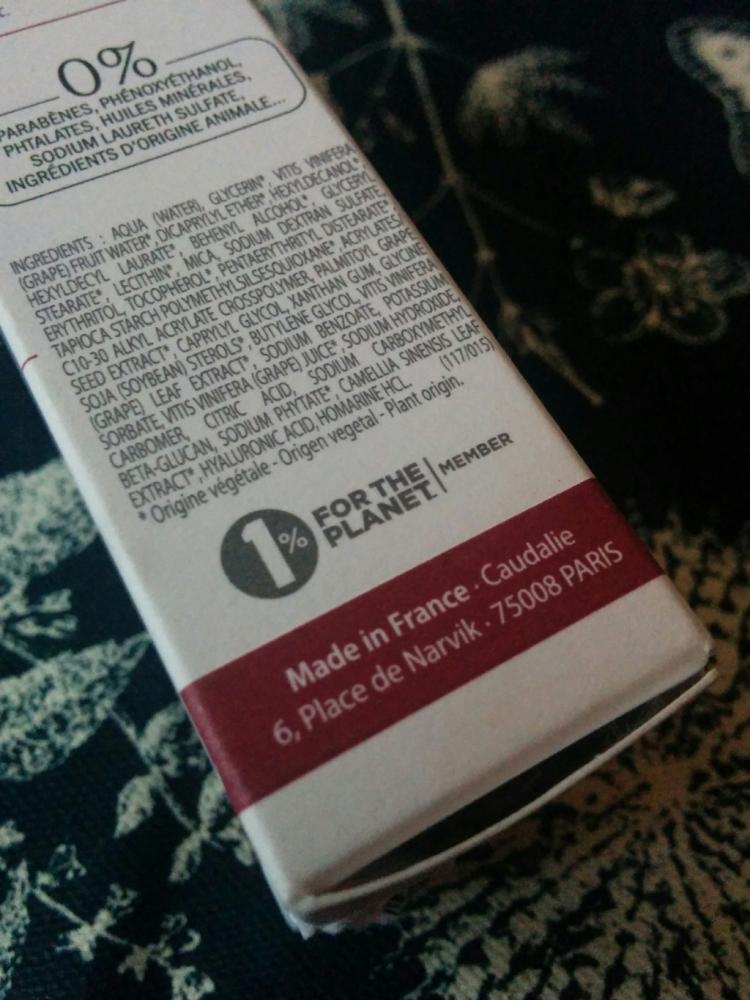 0%
PARABÈNES, PHÉNOXYÉTHANOL,
PHTALATES, HUILES MINÉRALES,
SODIUM LAURETH SULFATE,
INGRÉDIENTS D'ORIGINE ANIMALE....
INGREDIENTS : AQUA (WATER), GLYCERIN*, VITIS VINIFERA
(GRAPE) FRUIT WATER*, DICAPRYLYL ETHER*, HEXYLDECANOL*,
HEXYLDECYL LAURATE*, BEHENYL ALCOHOL*, GLYCERYL
STEARATE*, LECITHIN*, MICA, SODIUM DEXTRAN SULFATE,
ERYTHRITOL, TOCOPHEROL*, PENTAERYTHRITYL DISTEARATE*,
TAPIOCA STARCH POLYMETHYLSILSESQUIOXANE*, ACRYLATES/
C10-30 ALKYL ACRYLATE CROSSPOLYMER, PALMITOYL GRAPE
SEED EXTRACT*, CAPRYLYL GLYCOL, XANTHAN GUM, GLYCINE
SOJA (SOYBEAN) STEROLS*, BUTYLENE GLYCOL, VITIS VINIFERA
(GRAPE) LEAF EXTRACT*, SODIUM BENZOATE, POTASSIUM
SORBATE, VITIS VINIFERA (GRAPE) JUICE*, SODIUM HYDROXIDE,
CARBOMER, CITRIC ACID, SODIUM CARBOXYMETHYL
BETA-GLUCAN, SODIUM PHYTATE*, CAMELLIA SINENSIS LEAF
EXTRACT*, HYALURONIC ACID, HOMARINE HCL. (117/015)
* Origine végétale - Origen vegetal - Plant origin.
1% FOR THE PLANET MEMBER
Made in France · Caudalie
6, Place de Narvik · 75008 PARIS